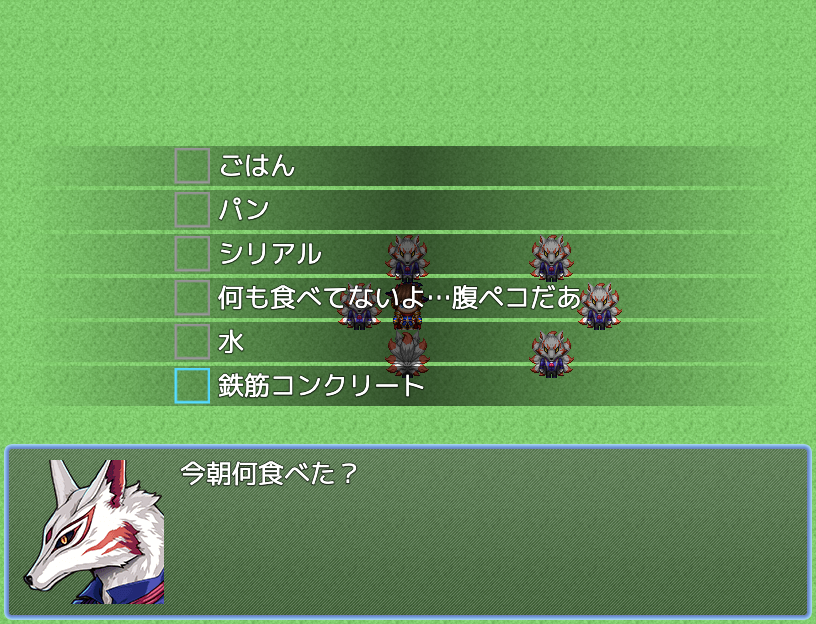 ごはん
パン
シリアル
何も食べてないよ…腹ペコだあ
水
鉄筋コンクリート
今朝何食べた？